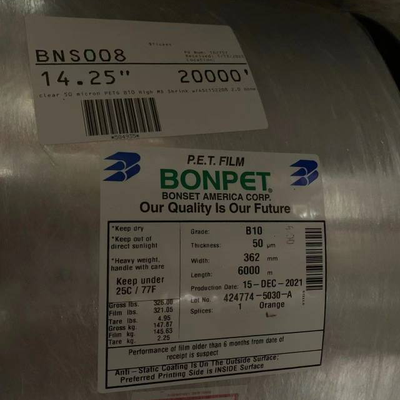 BNS008
14.25" 20000'
P.E.T. FILM
BONPET®
BONSET AMERICA CORP.
Our Quality Is Our Future
*Keep dry
*Keep out of
direct sunlight
*Heavy weight,
handle with care
Keep under
25C / 77F
Gross lbs. 326.00
Film lbs. 321.05
Tare lbs. 4.95
Gross kg. 147.87
Film kg. 145.63
Tare kg. 2.25
Grade: B10
Thickness: 50 µm
Width: 362 mm
Length: 6000 m
Production Date: 15-DEC-2021
Lot No 424774-5030-A
Splices: 1 Orange
Performance of film older than 6 months from date of
receipt is suspect
Anti - Static Coating is On The Outside Surface;
Preferred Printing Side is INSIDE Surface